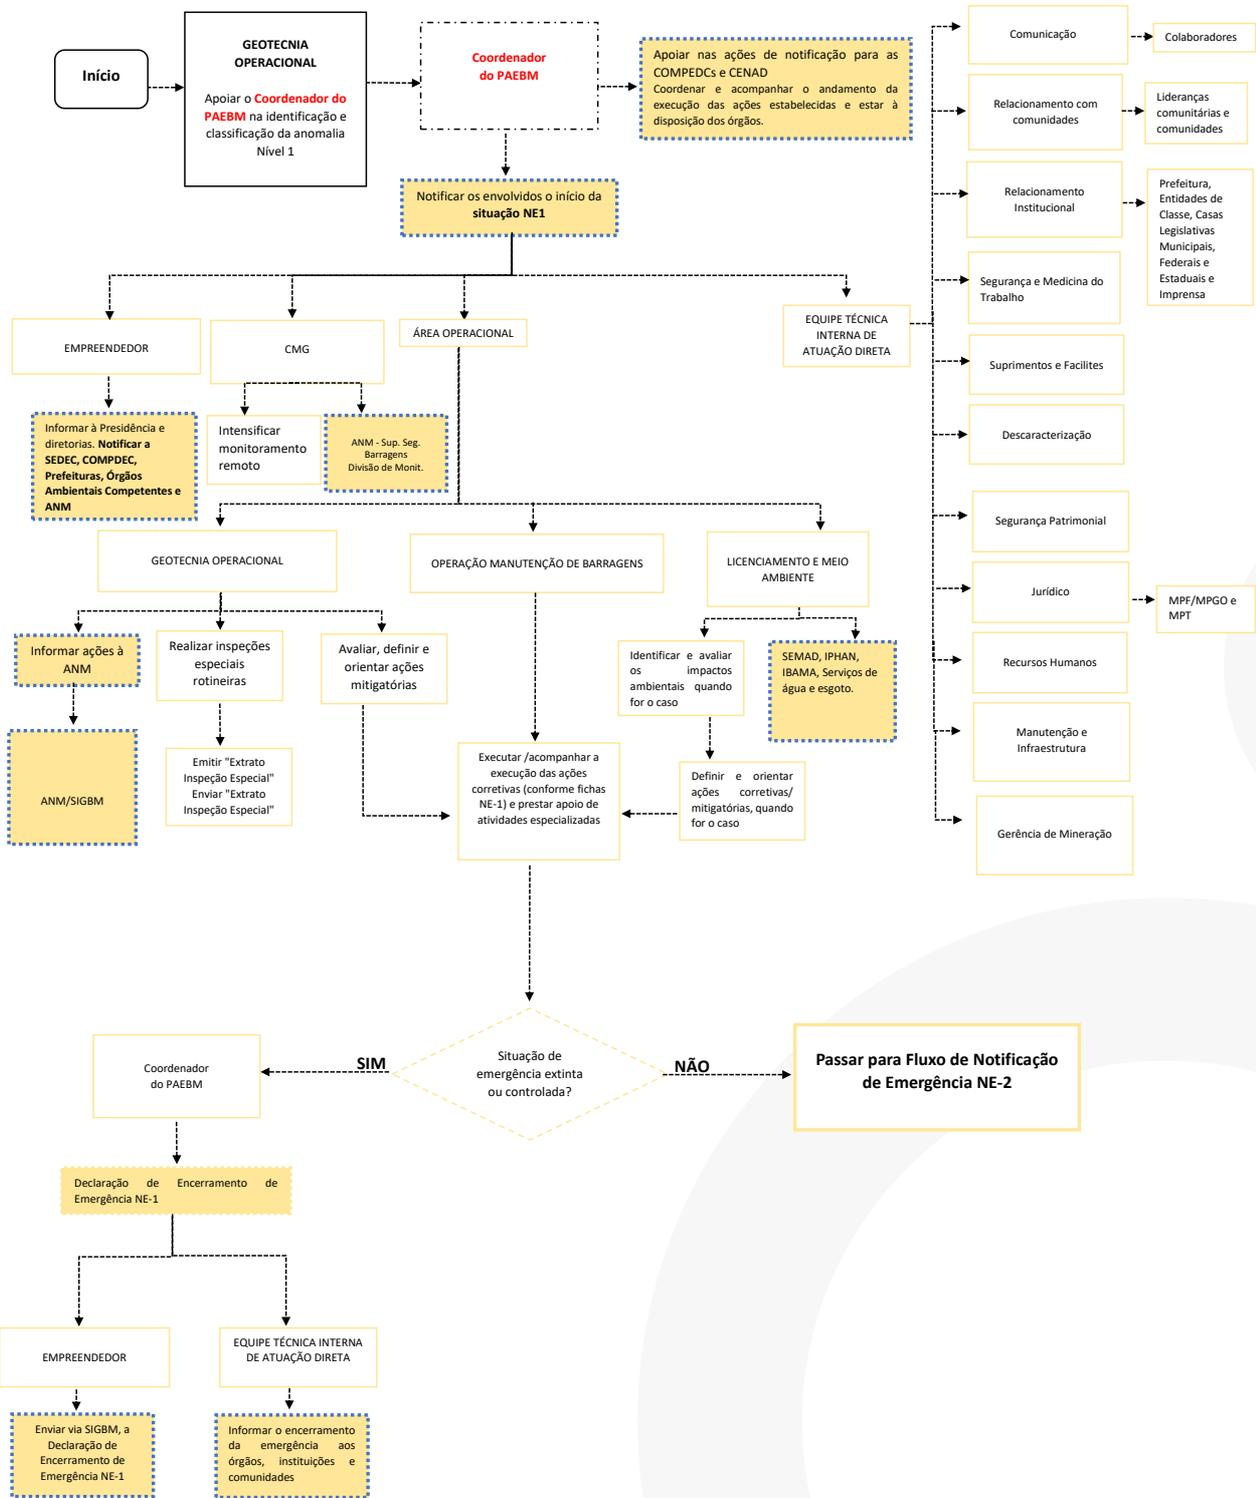 Início
GEOTECNIA
OPERACIONAL
Apoiar o Coordenador do
PAEBM na identificação e
classificação da anomalia
Nível 1
Coordenador
do PAEBM
Apoiar nas ações de notificação para as
COMPEDCs e CENAD
Coordenar e acompanhar o andamento da
execução das ações estabelecidas e estar à
disposição dos órgãos.
Notificar os envolvidos o início da
situação NE1
EMPREENDEDOR
CMG
ÁREA OPERACIONAL
EQUIPE TÉCNICA
INTERNA DE
ATUAÇÃO DIRETA
Informar à Presidência e
diretorias. Notificar a
SEDEC, COMPDEC,
Prefeituras, Órgãos
Ambientais Competentes e
ANM
Intensificar
monitoramento
remoto
ANM - Sup. Seg.
Barragens
Divisão de Monit.
GEOTECNIA OPERACIONAL
OPERAÇÃO MANUTENÇÃO DE BARRAGENS
LICENCIAMENTO E MEIO
AMBIENTE
Informar ações à
ANM
Realizar inspeções
especiais
rotineiras
Avaliar, definir e
orientar ações
mitigatórias
Identificar e avaliar
os impactos
ambientais quando
for o caso
SEMAD, IPHAN,
IBAMA, Serviços de
água e esgoto.
ANM/SIGBM
Emitir "Extrato
Inspeção Especial"
Enviar "Extrato
Inspeção Especial"
Executar /acompanhar a
execução das ações
corretivas (conforme fichas
NE-1) e prestar apoio de
atividades especializadas
Definir e orientar
ações corretivas/
mitigatórias, quando
for o caso
Comunicação
Colaboradores
Relacionamento com
comunidades
Lideranças
comunitárias e
comunidades
Relacionamento
Institucional
Prefeitura,
Entidades de
Classe, Casas
Legislativas
Municipais,
Federais e
Estaduais e
Imprensa
Segurança e Medicina do
Trabalho
Suprimentos e Facilites
Descaracterização
Segurança Patrimonial
Jurídico
MPF/MPGO e
MPT
Recursos Humanos
Manutenção e
Infraestrutura
Gerência de Mineração
Situação de
emergência extinta
ou controlada?
SIM
NÃO
Coordenador
do PAEBM
Passar para Fluxo de Notificação
de Emergência NE-2
Declaração de Encerramento de
Emergência NE-1
EMPREENDEDOR
EQUIPE TÉCNICA INTERNA
DE ATUAÇÃO DIRETA
Enviar via SIGBM, a
Declaração de
Encerramento de
Emergência NE-1
Informar o encerramento
da emergência aos
órgãos, instituições e
comunidades